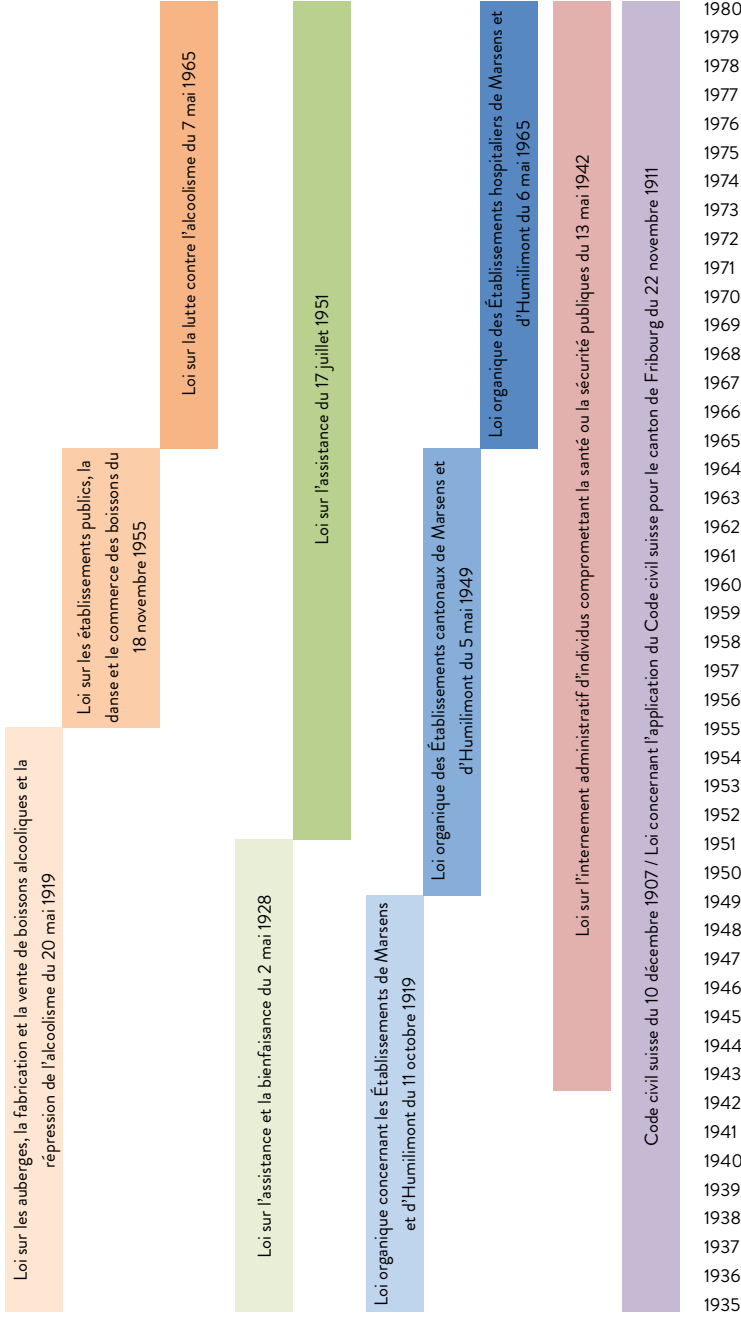 Loi sur les auberges, la fabrication et la vente de boissons alcooliques et la
répression de l'alcoolisme du 20 mai 1919
Loi sur les établissements publics, la
danse et le commerce des boissons du
18 novembre 1955
Loi sur la lutte contre l'alcoolisme du 7 mai 1965
Loi sur l'assistance et la bienfaisance du 2 mai 1928
Loi sur l'assistance du 17 juillet 1951
Loi organique concernant les Établissements de Marsens
et d'Humilimont du 11 octobre 1919
Loi organique des Établissements cantonaux de Marsens et
d'Humilimont du 5 mai 1949
Loi organique des Établissements hospitaliers de Marsens et
d'Humilimont du 6 mai 1965
Loi sur l'internement administratif d'individus compromettant la santé ou la sécurité publiques du 13 mai 1942
Code civil suisse du 10 décembre 1907 / Loi concernant l'application du Code civil suisse pour le canton de Fribourg du 22 novembre 1911
1980
1979
1978
1977
1976
1975
1974
1973
1972
1971
1970
1969
1968
1967
1966
1965
1964
1963
1962
1961
1960
1959
1958
1957
1956
1955
1954
1953
1952
1951
1950
1949
1948
1947
1946
1945
1944
1943
1942
1941
1940
1939
1938
1937
1936
1935